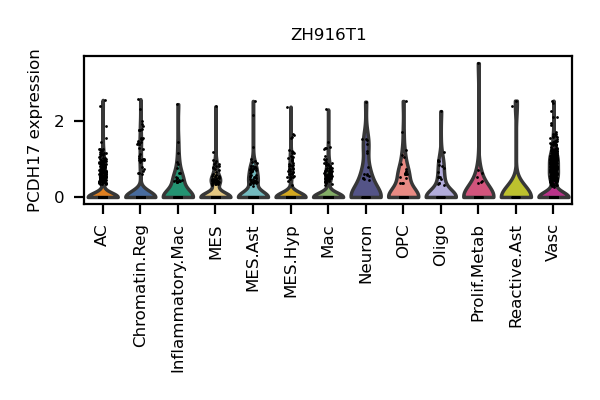 ZH916T1
PCDH17 expression
2
0
AC
Chromatin.Reg
Inflammatory.Mac
MES
MES.Ast
MES.Hyp
Mac
Neuron
OPC
Oligo
Prolif.Metab
Reactive.Ast
Vasc